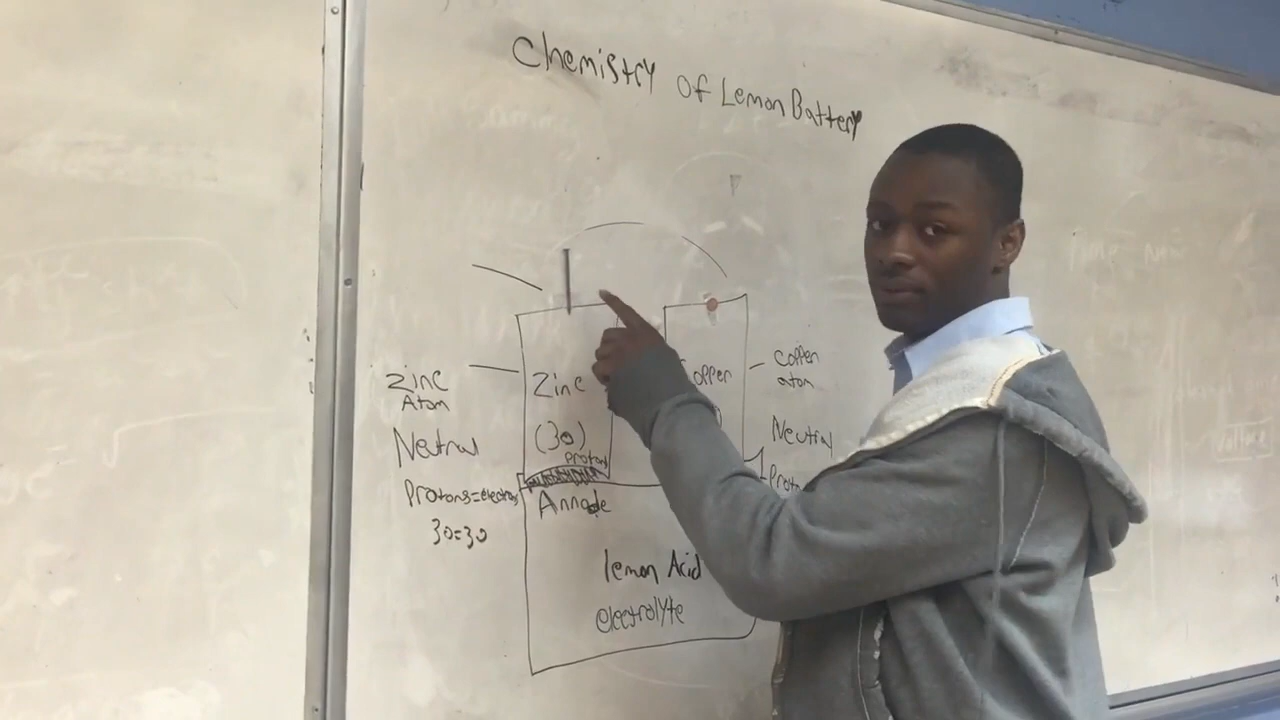 Chemistry of Lemon Battery
Zinc
Atom
Neutral
Protons=electrons
30=30
Zinc
(30)
protons
Annode
Copper
Copper
atom
Neutral
lemon Acid
electrolyte